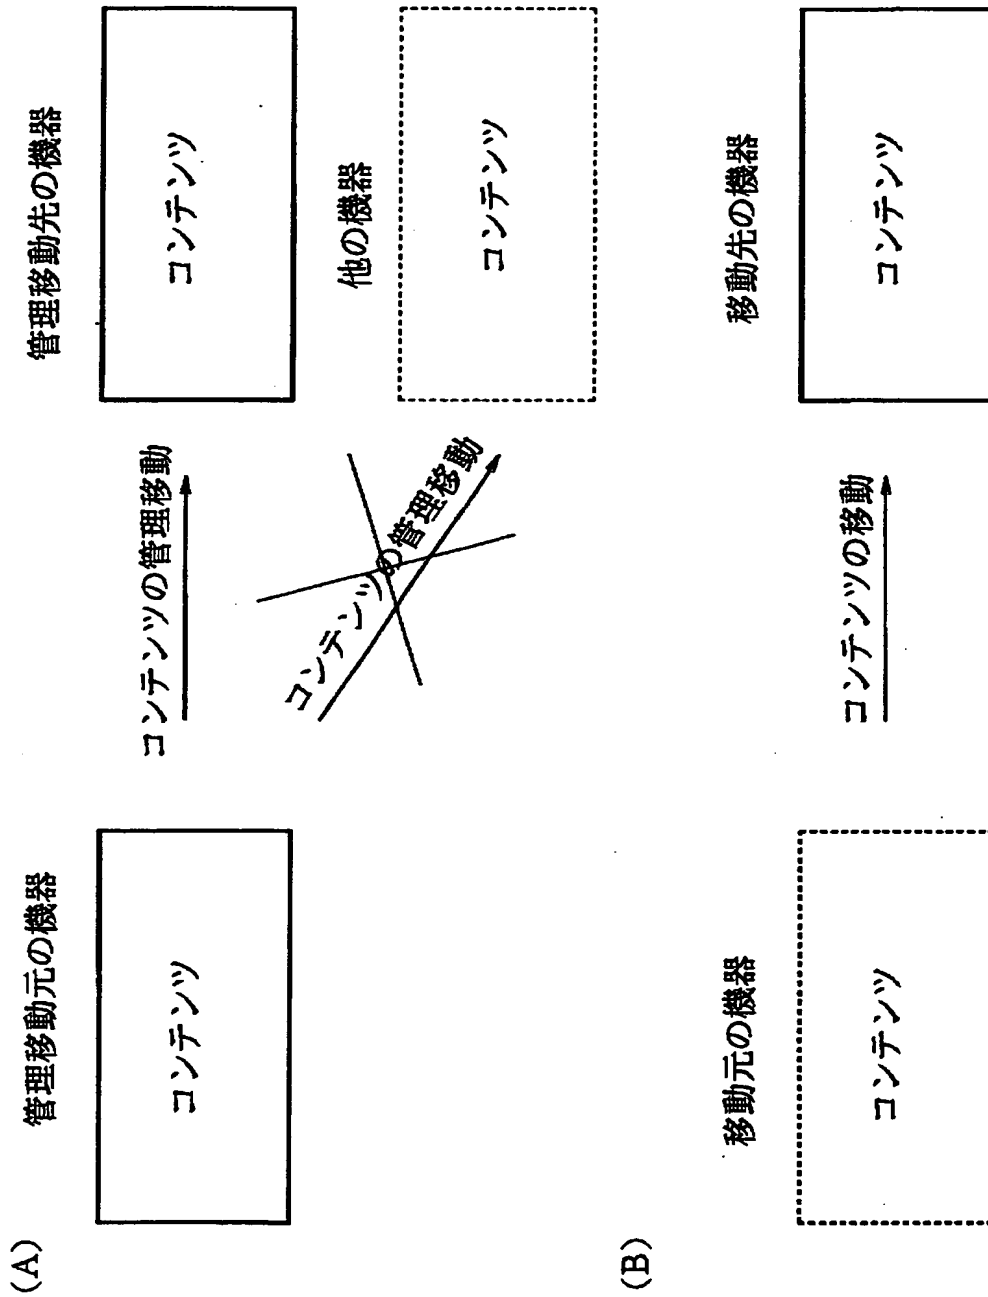 (A)
管理移動元の機器
コンテンツ
コンテンツの管理移動
管理移動先の機器
コンテンツ
コンテンツの管理移動
他の機器
コンテンツ
(B)
移動元の機器
コンテンツ
コンテンツの移動
移動先の機器
コンテンツ